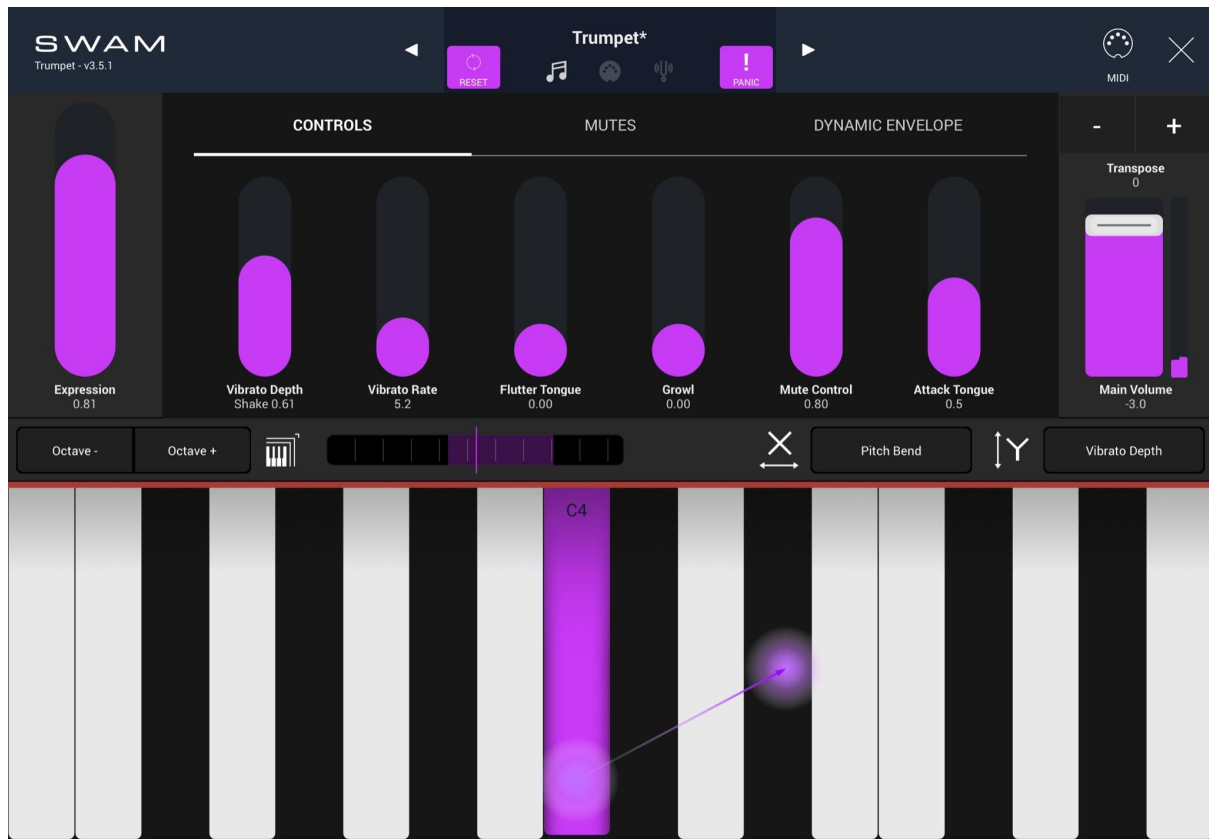 SWAM
Trumpet - v3.5.1
Trumpet*
RESET
!
PANIC
MIDI
CONTROLS
MUTES
DYNAMIC ENVELOPE
-
+
Transpose
0
Expression
0.81
Vibrato Depth
Shake 0.61
Vibrato Rate
5.2
Flutter Tongue
0.00
Growl
0.00
Mute Control
0.80
Attack Tongue
0.5
Main Volume
-3.0
Octave -
Octave +
X
Pitch Bend
Y
Vibrato Depth
C4